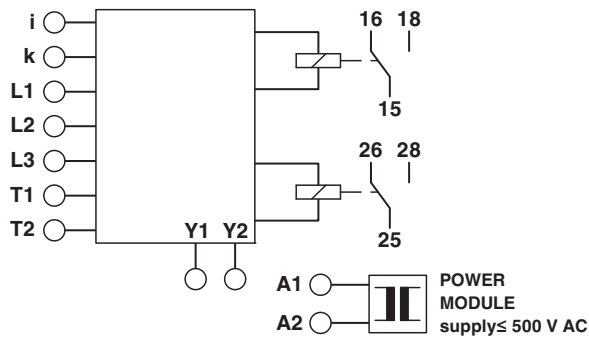 i
k
L1
L2
L3
T1
T2
Y1 Y2
16 18
15
26 28
25
A1
A2
POWER
MODULE
supply≤ 500 V AC